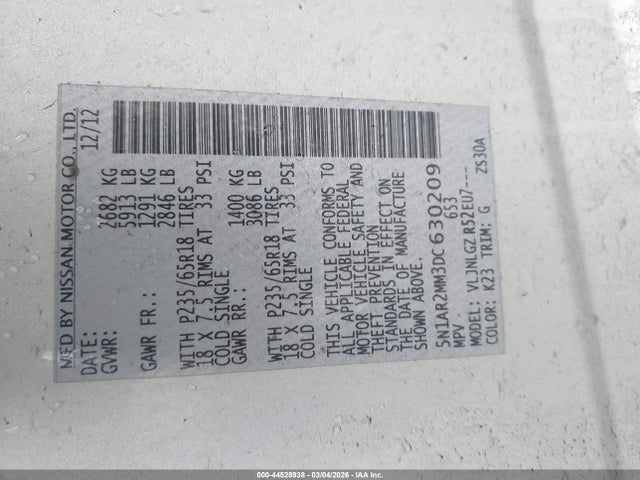 MFD BY NISSAN MOTOR CO., LTD.
DATE: 12/12
GVWR: 2682 KG
5913 LB
GAWR FR.: 1291 KG
2846 LB
WITH P235/65R18 TIRES
18 X 7.5 RIMS AT 33 PSI
COLD SINGLE
GAWR RR.: 1400 KG
3086 LB
WITH P235/65R18 TIRES
18 X 7.5 RIMS AT 33 PSI
COLD SINGLE
THIS VEHICLE CONFORMS TO
ALL APPLICABLE FEDERAL
MOTOR VEHICLE SAFETY AND
THEFT PREVENTION
STANDARDS IN EFFECT ON
THE DATE OF MANUFACTURE
SHOWN ABOVE.
5N1AR2MM3DC630209
MPV 653
MODEL: VLJNLGZ R52EU7---
COLOR: K23 TRIM: G ZS30A
000-44528938 - 03/04/2026 - IAA Inc.